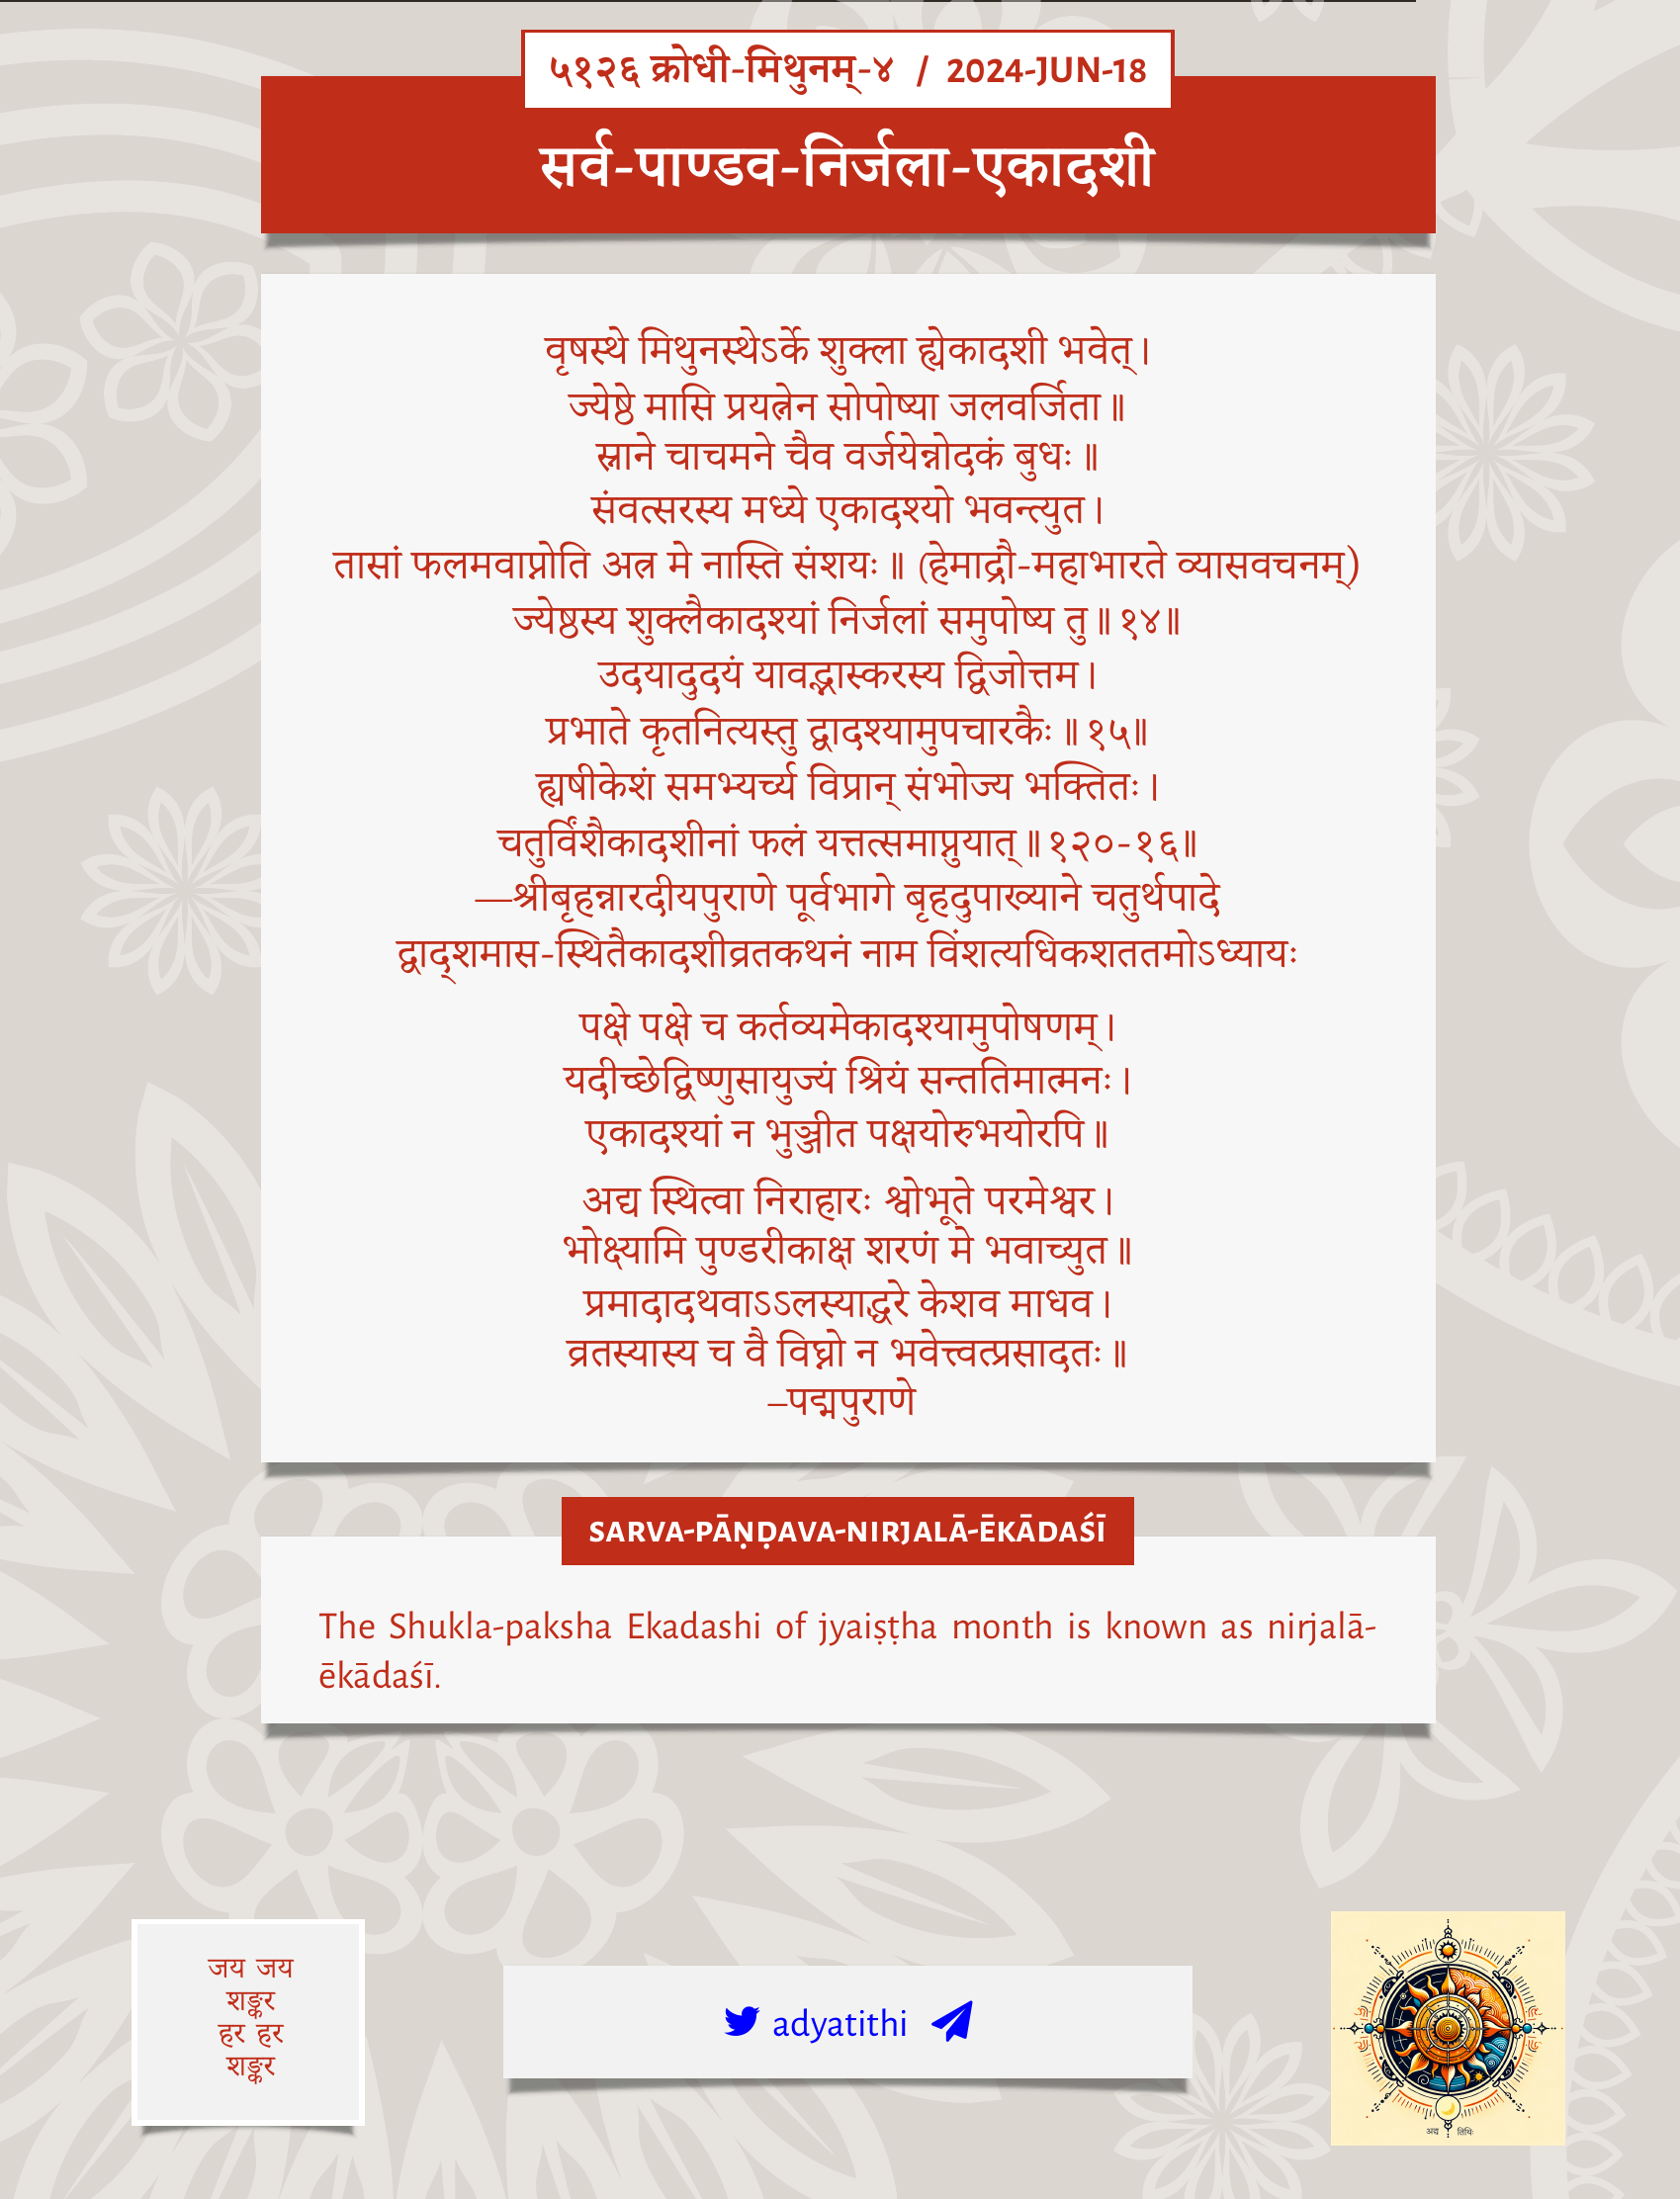 ५१२६ क्रोधी-मिथुनम्-४ / 2024-JUN-18
सर्व-पाण्डव-निर्जला-एकादशी
वृषस्थे मिथुनस्थेऽर्के शुक्ला ह्येकादशी भवेत्।
ज्येष्ठे मासि प्रयत्नेन सोपोष्या जलवर्जिता॥
स्नाने चाचमने चैव वर्जयेन्नोदकं बुधः॥
संवत्सरस्य मध्ये एकादश्यो भवन्त्युत।
तासां फलमवाप्नोति अत्र मे नास्ति संशयः॥ (हेमाद्रौ-महाभारते व्यासवचनम्)
ज्येष्ठस्य शुक्लैकादश्यां निर्जलां समुपोष्य तु॥१४॥
उदयादुदयं यावद्भास्करस्य द्विजोत्तम।
प्रभाते कृतनित्यस्तु द्वादश्यामुपचारकैः॥१५॥
ह्यषीकेशं समभ्यर्च्य विप्रान् संभोज्य भक्तितः।
चतुर्विंशैकादशीनां फलं यत्तत्समाप्नुयात्॥१२०-१६॥
—श्रीबृहन्नारदीयपुराणे पूर्वभागे बृहदुपाख्याने चतुर्थपादे
द्वाद्शमास-स्थितैकादशीव्रतकथनं नाम विंशत्यधिकशततमोऽध्यायः
पक्षे पक्षे च कर्तव्यमेकादश्यामुपोषणम्।
यदीच्छेद्विष्णुसायुज्यं श्रियं सन्ततिमात्मनः।
एकादश्यां न भुञ्जीत पक्षयोरुभयोरपि॥
अद्य स्थित्वा निराहारः श्वोभूते परमेश्वर।
भोक्ष्यामि पुण्डरीकाक्ष शरणं मे भवाच्युत॥
प्रमादादथवाऽऽलस्याद्धरे केशव माधव।
व्रतस्यास्य च वै विघ्नो न भवेत्त्वत्प्रसादतः॥
–पद्मपुराणे
SARVA-PĀṆḌAVA-NIRJALĀ-ĒKĀDAŚĪ
The Shukla-paksha Ekadashi of jyaiṣṭha month is known as nirjalā-
ēkādaśī.
जय जय
शङ्कर
हर हर
शङ्कर
adyatithi
अद्य तिथिः